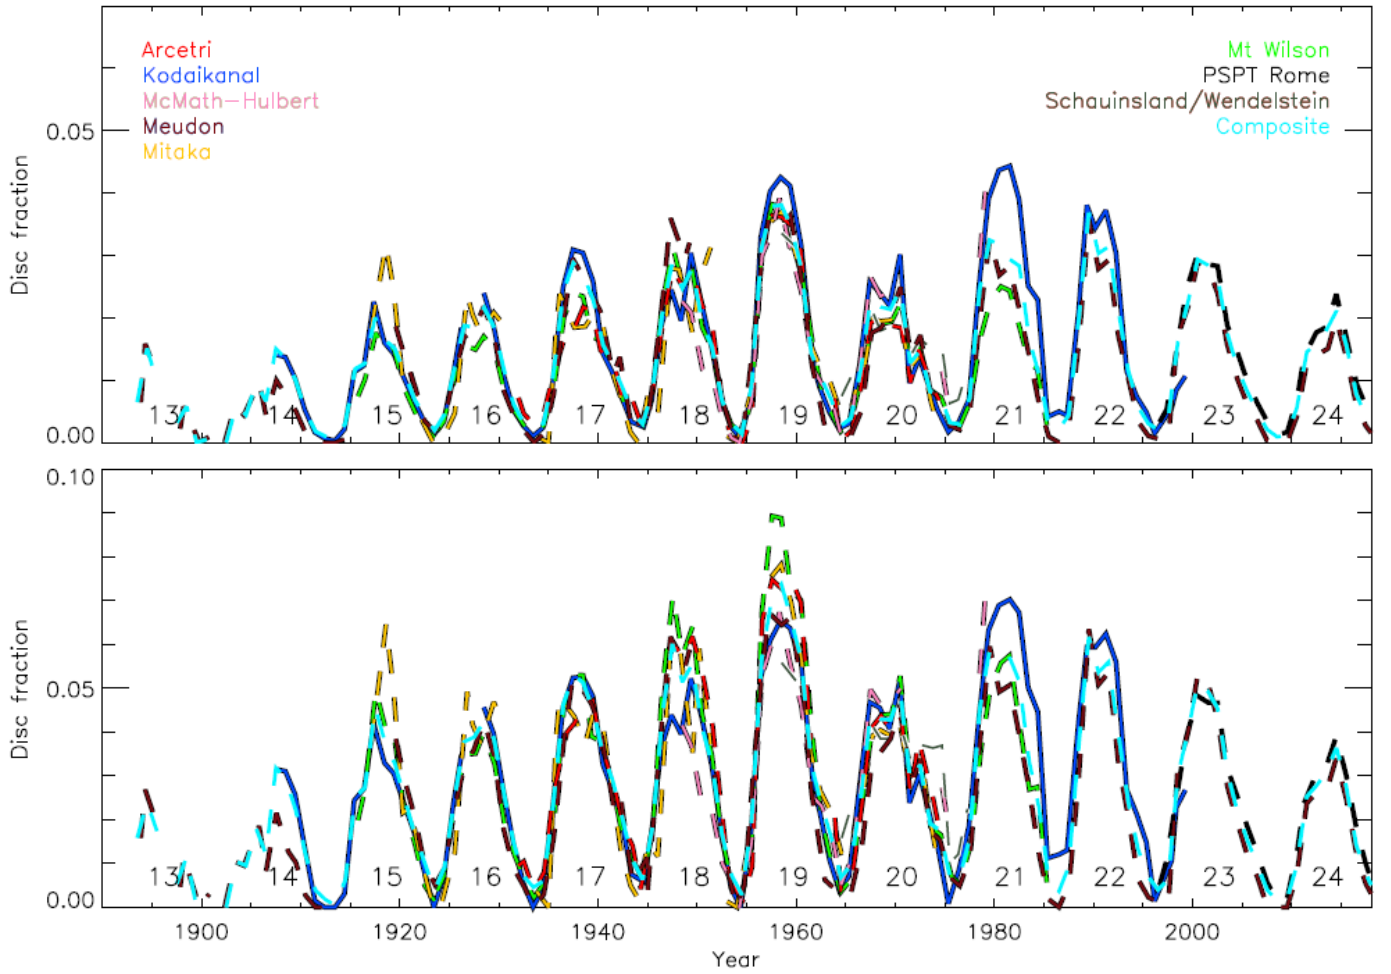 Arcetri
Kodaikanal
McMath-Hulbert
Meudon
Mitaka
Mt Wilson
PSPT Rome
Schauinsland/Wendelstein
Composite
Disc fraction
0.05
0.00
13 14 15 16 17 18 19 20 21 22 23 24
Disc fraction
0.10
0.05
0.00
13 14 15 16 17 18 19 20 21 22 23 24
1900 1920 1940 1960 1980 2000
Year